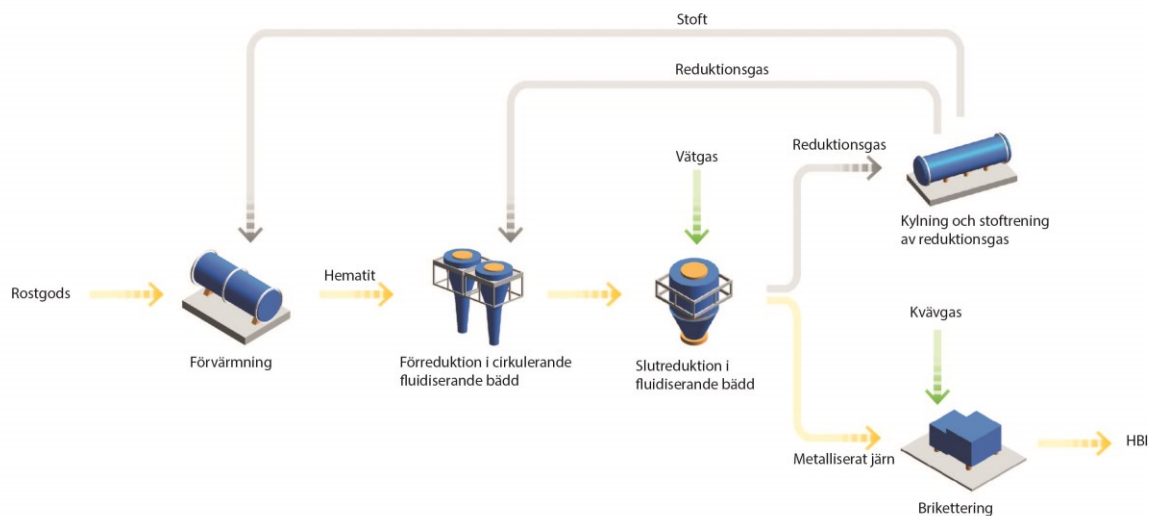 Stoft
Reduktionsgas
Vätgas
Reduktionsgas
Kylning och stoftrening
av reduktionsgas
Rostgods
Hematit
Kvävgas
Förvärmning
Förreduktion i cirkulerande
fluidiserande bädd
Slutreduktion i
fluidiserande bädd
Metalliserat järn
HBI
Brikettering